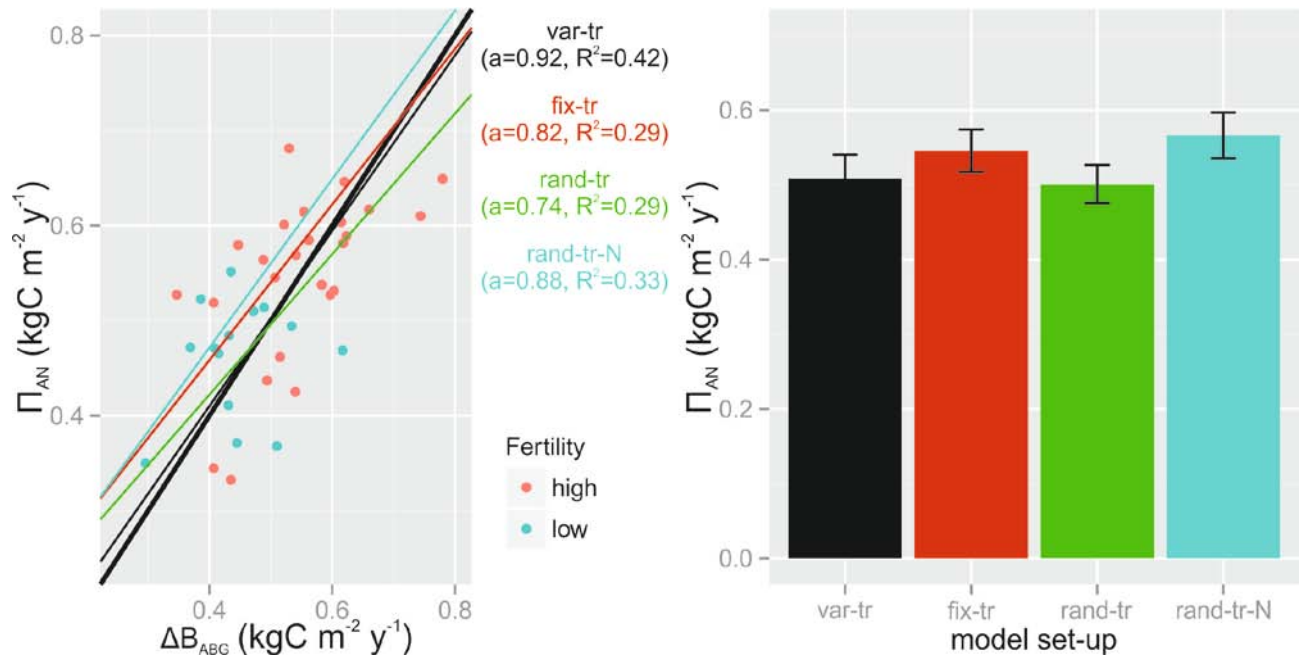 0.8
0.6
0.4
Π_AN (kgC m⁻² y⁻¹)
0.4 0.6 0.8
ΔB_ABG (kgC m⁻² y⁻¹)
var-tr
(a=0.92, R²=0.42)
fix-tr
(a=0.82, R²=0.29)
rand-tr
(a=0.74, R²=0.29)
rand-tr-N
(a=0.88, R²=0.33)
Fertility
high
low
0.6
0.4
0.2
0.0
Π_AN (kgC m⁻² y⁻¹)
var-tr fix-tr rand-tr rand-tr-N
model set-up